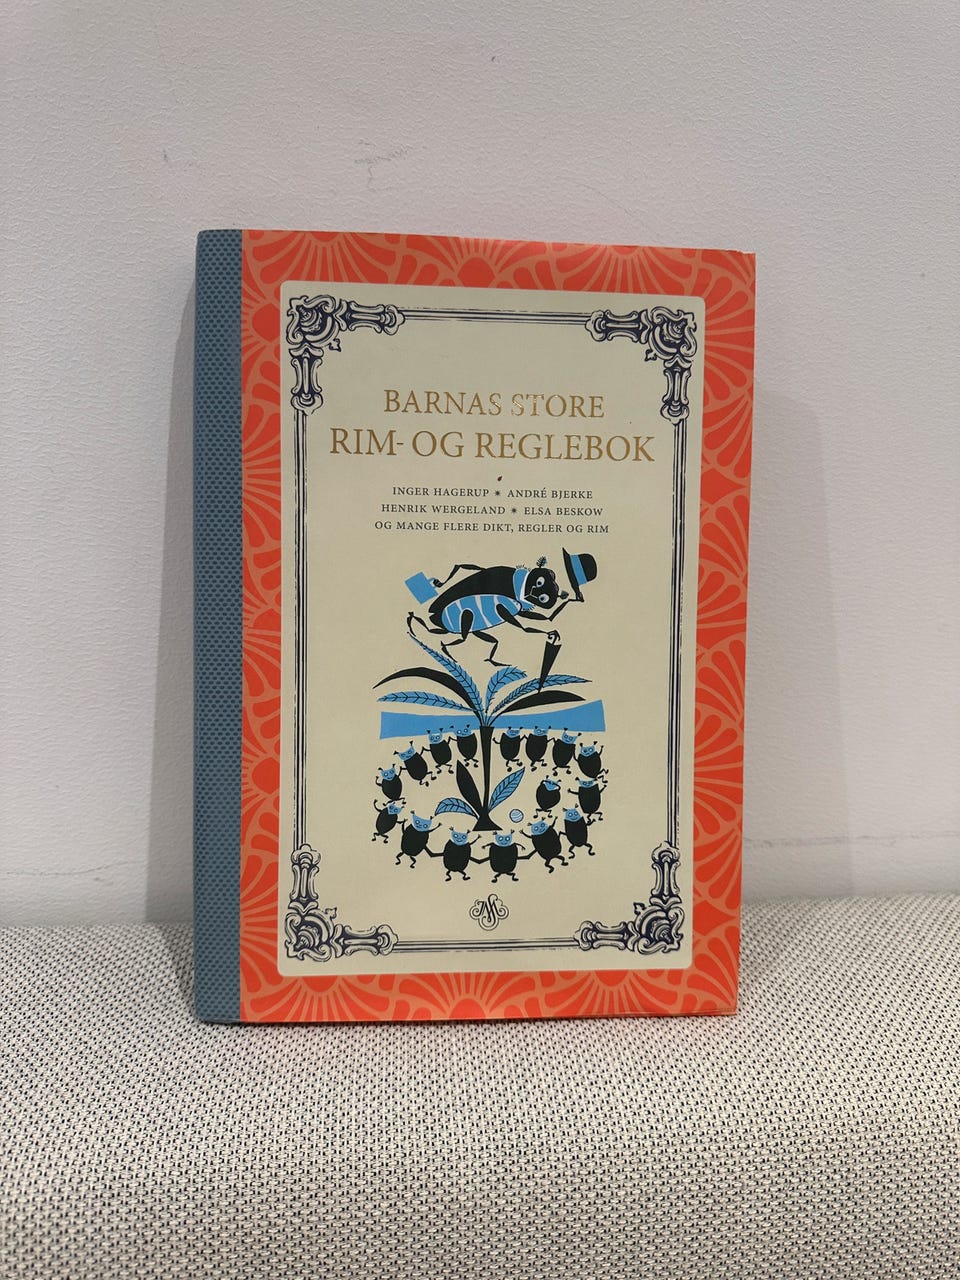 BARNAS STORE
RIM- OG REGLEBOK
INGER HAGERUP * ANDRÉ BJERKE
HENRIK WERGELAND * ELSA BESKOW
OG MANGE FLERE DIKT, REGLER OG RIM